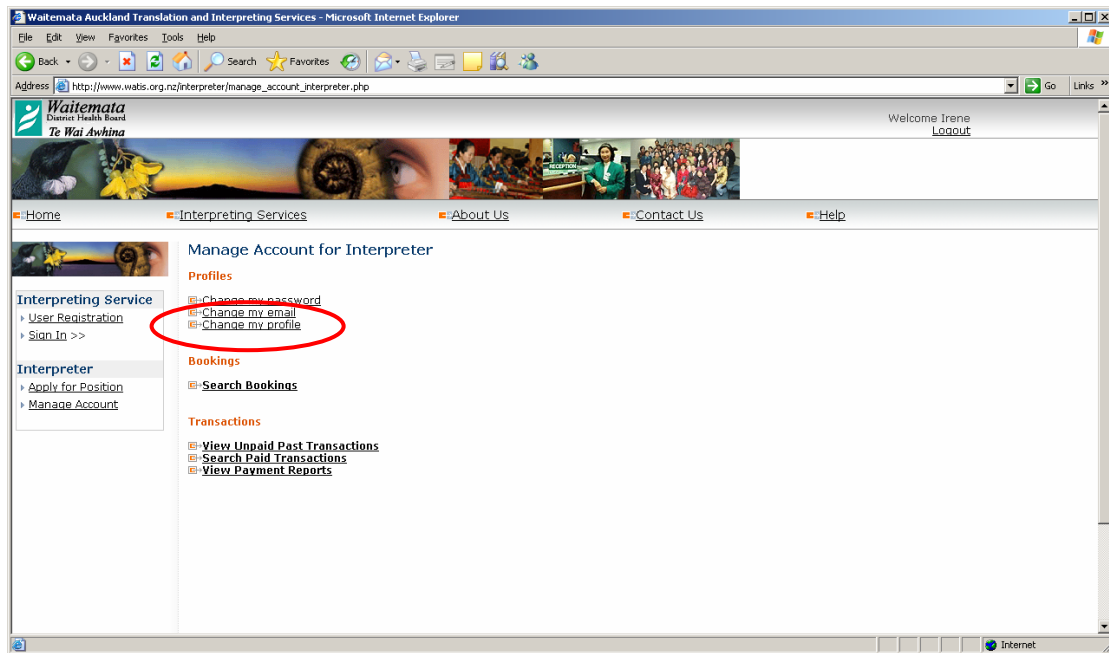 Waitemata Auckland Translation and Interpreting Services - Microsoft Internet Explorer
File Edit View Favorites Tools Help
Back Search Favorites
Address http://www.watis.org.nz/interpreter/manage_account_interpreter.php Go Links »
Waitemata
District Health Board
Te Wai Awhina
Welcome Irene
Logout
RECEPTION
Home Interpreting Services About Us Contact Us Help
Manage Account for Interpreter
Profiles
Change my password
Change my email
Change my profile
Bookings
Search Bookings
Transactions
View Unpaid Past Transactions
Search Paid Transactions
View Payment Reports
Interpreting Service
User Registration
Sign In >>
Interpreter
Apply for Position
Manage Account
Internet